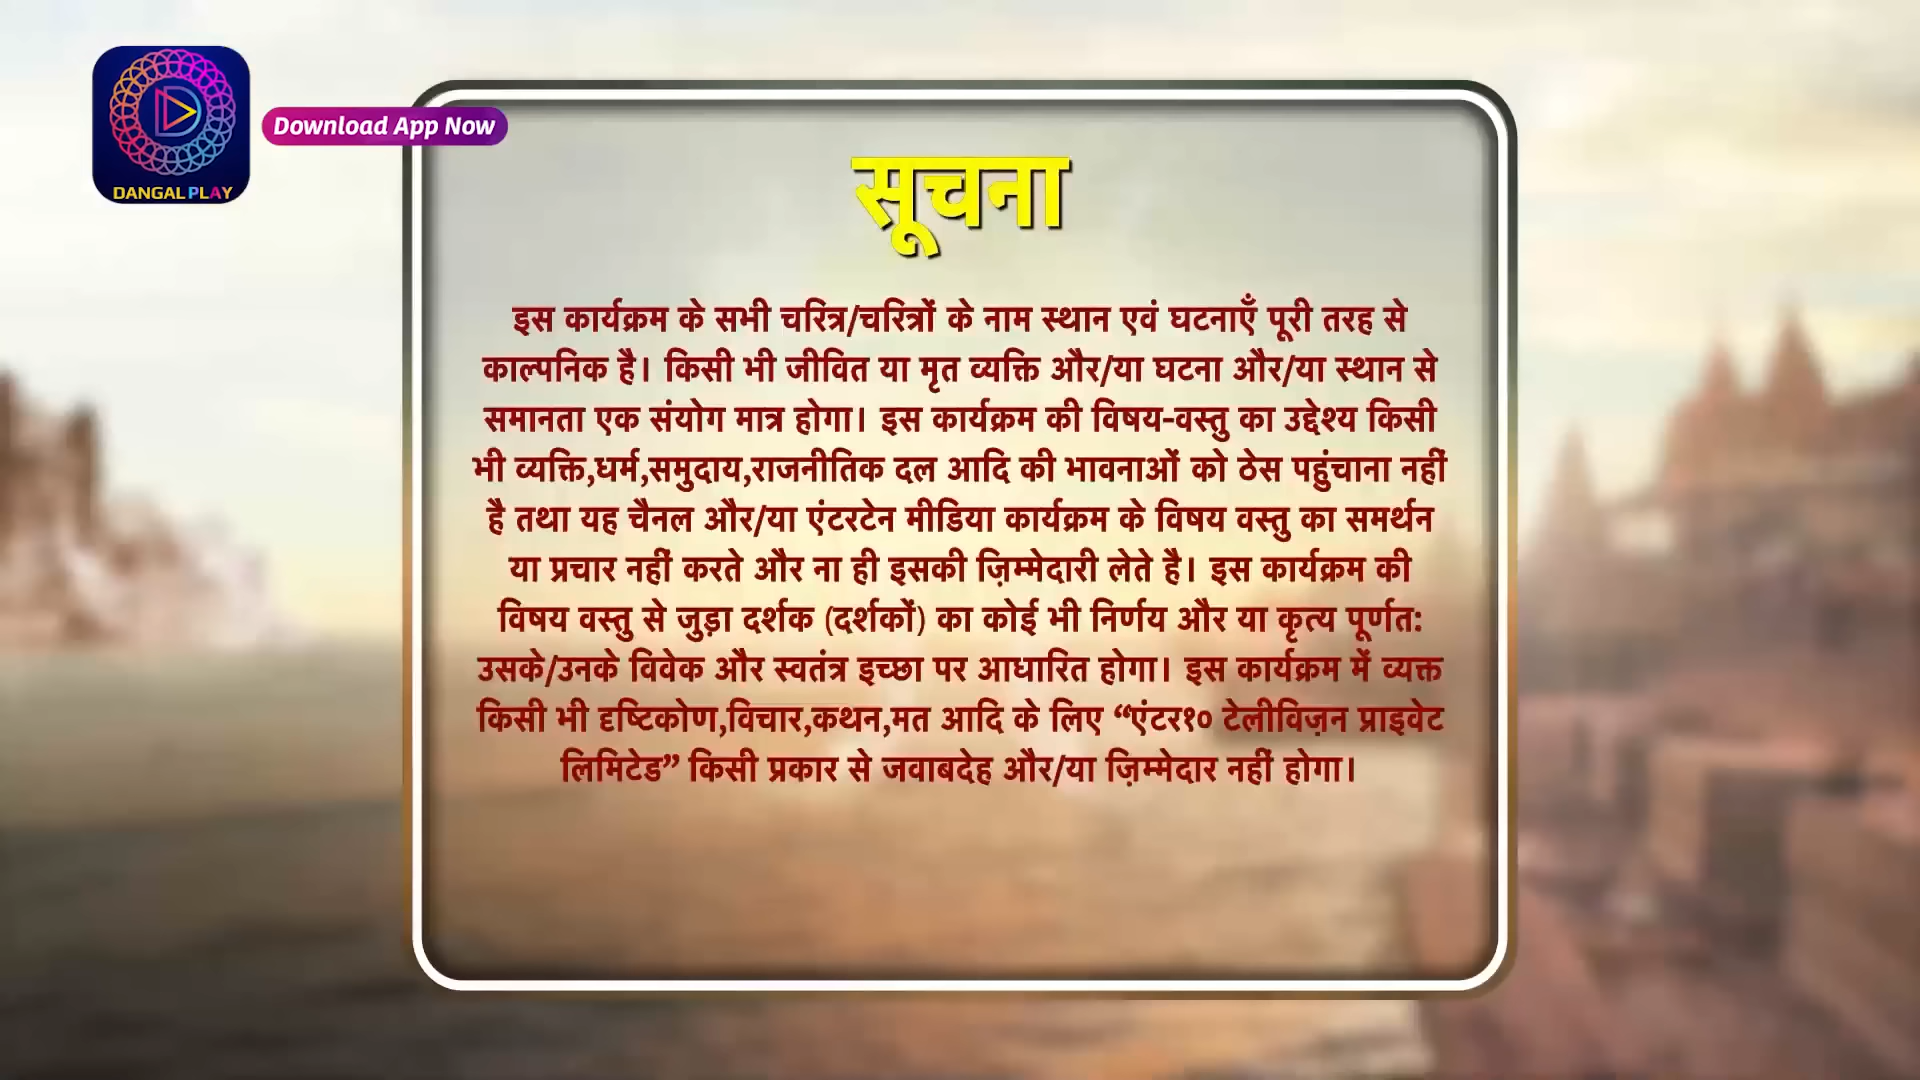 DANGAL PLAY
Download App Now
सूचना
इस कार्यक्रम के सभी चरित्र/चरित्रों के नाम स्थान एवं घटनाएँ पूरी तरह से
काल्पनिक है। किसी भी जीवित या मृत व्यक्ति और/या घटना और/या स्थान से
समानता एक संयोग मात्र होगा। इस कार्यक्रम की विषय-वस्तु का उद्देश्य किसी
भी व्यक्ति,धर्म,समुदाय,राजनीतिक दल आदि की भावनाओं को ठेस पहुंचाना नहीं
है तथा यह चैनल और/या एंटरटेन मीडिया कार्यक्रम के विषय वस्तु का समर्थन
या प्रचार नहीं करते और ना ही इसकी ज़िम्मेदारी लेते है। इस कार्यक्रम की
विषय वस्तु से जुड़ा दर्शक (दर्शकों) का कोई भी निर्णय और या कृत्य पूर्णत:
उसके/उनके विवेक और स्वतंत्र इच्छा पर आधारित होगा। इस कार्यक्रम में व्यक्त
किसी भी दृष्टिकोण,विचार,कथन,मत आदि के लिए “एंटर१० टेलीविज़न प्राइवेट
लिमिटेड” किसी प्रकार से जवाबदेह और/या ज़िम्मेदार नहीं होगा।